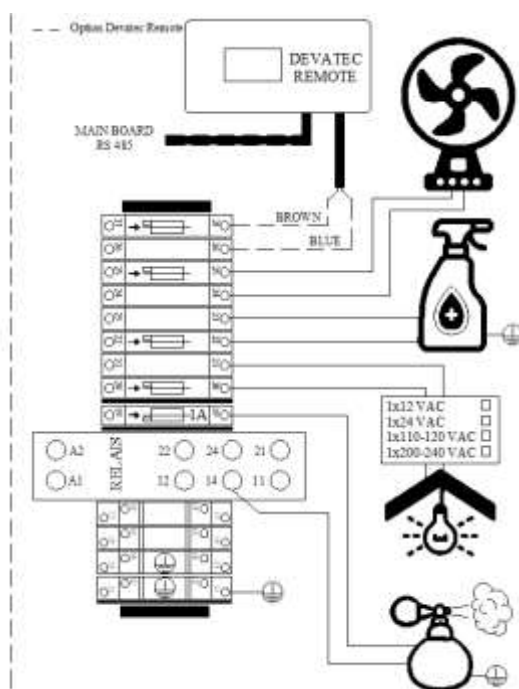 Option Devatec Remote
DEVATEC
REMOTE
MAIN BOARD
RS 485
BROWN
BLUE
1A
1x12 VAC
1x24 VAC
1x110-120 VAC
1x200-240 VAC
RELAIS
A2
22
24
21
A1
12
14
11